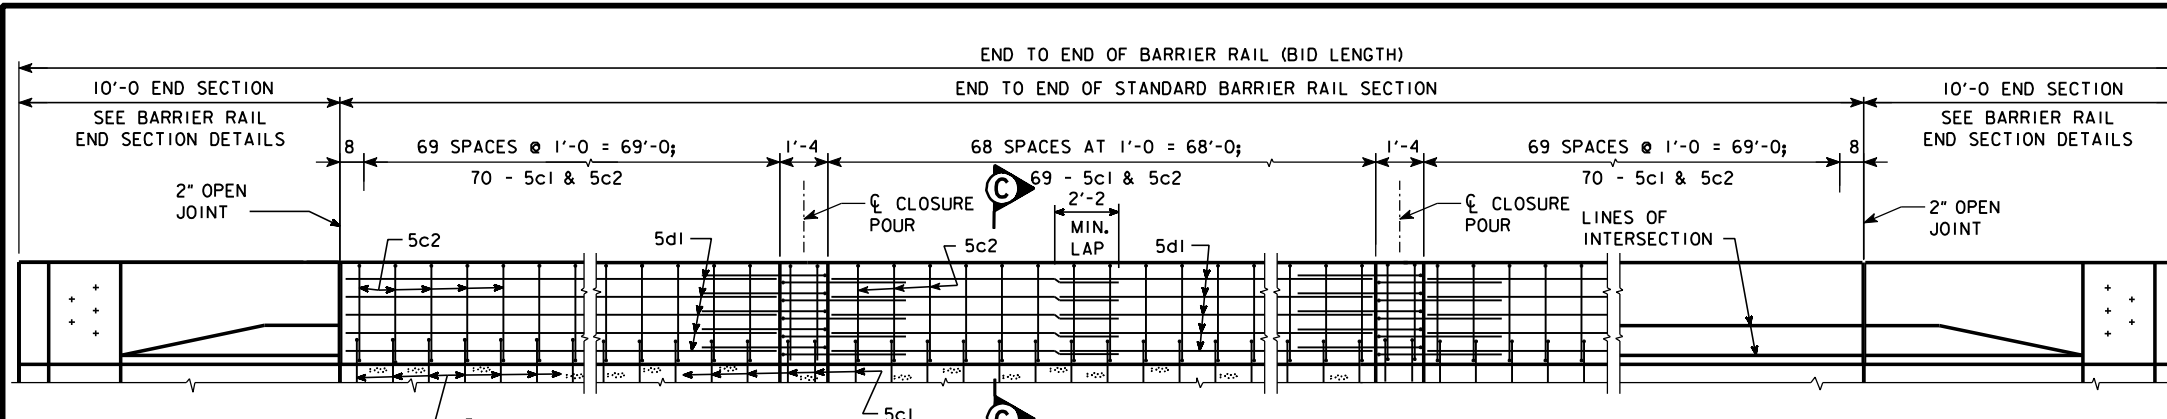 END TO END OF BARRIER RAIL (BID LENGTH)
10'-0 END SECTION
END TO END OF STANDARD BARRIER RAIL SECTION
10'-0 END SECTION
SEE BARRIER RAIL
END SECTION DETAILS
SEE BARRIER RAIL
END SECTION DETAILS
8
69 SPACES @ 1'-0 = 69'-0;
70 - 5c1 & 5c2
1'-4
68 SPACES AT 1'-0 = 68'-0;
69 - 5c1 & 5c2
1'-4
69 SPACES @ 1'-0 = 69'-0;
70 - 5c1 & 5c2
8
2" OPEN
JOINT
℄ CLOSURE
POUR
C
2'-2
MIN.
LAP
℄ CLOSURE
POUR
LINES OF
INTERSECTION
2" OPEN
JOINT
5c2
5d1
5c2
5d1
5c1
C